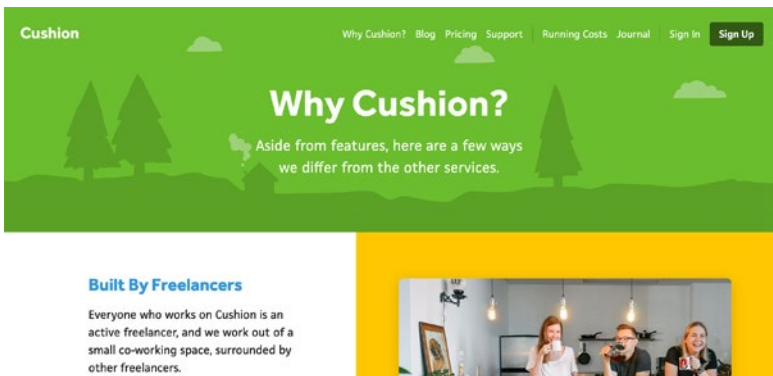 Cushion
Why Cushion? Blog Pricing Support Running Costs Journal Sign In Sign Up
Why Cushion?
Aside from features, here are a few ways
we differ from the other services.
Built By Freelancers
Everyone who works on Cushion is an
active freelancer, and we work out of a
small co-working space, surrounded by
other freelancers.